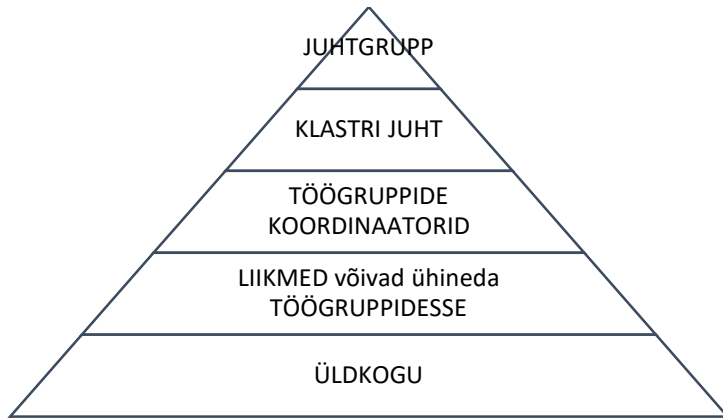 JUHTGRUPP
KLASTRI JUHT
TÖÖGRUPPIDE
KOORDINAATORID
LIIKMED võivad ühineda
TÖÖGRUPPIDESSE
ÜLDKOGU